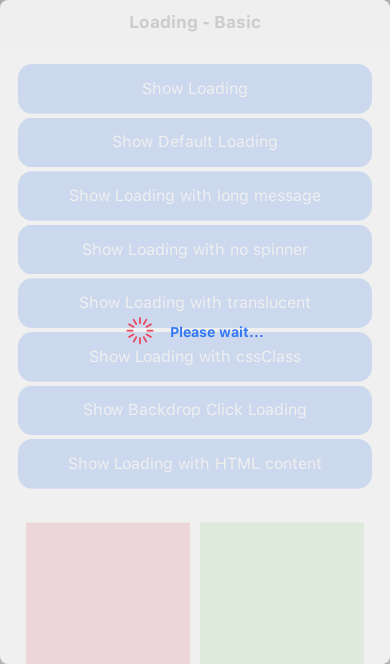 Loading - Basic
Show Loading
Show Default Loading
Show Loading with long message
Show Loading with no spinner
Show Loading with translucent
Please wait...
Show Loading with cssClass
Show Backdrop Click Loading
Show Loading with HTML content